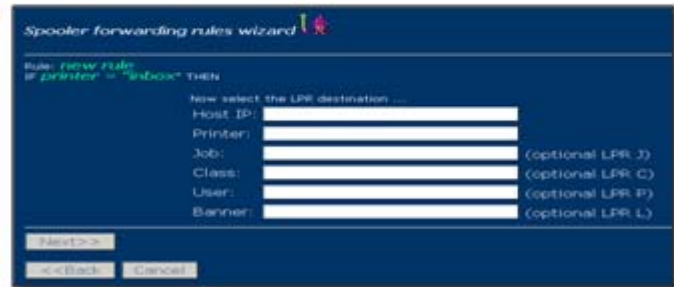 Spooler forwarding rules wizard
Rule: new rule
IF printer = "inbox" THEN
Now select the LPR destination ...
Host IP:
Printer:
Job: (optional LPR J)
Class: (optional LPR C)
User: (optional LPR P)
Banner: (optional LPR L)
Next>>
<<Back Cancel